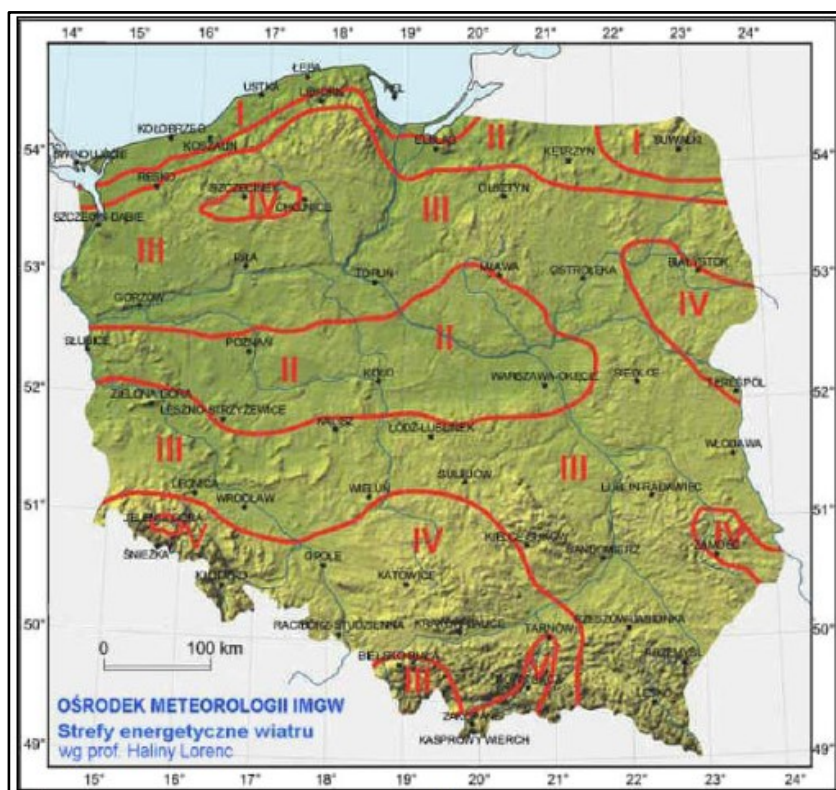 14° 15° 16° 17° 18° 19° 20° 21° 22° 23° 24°
ŁEBA
USTKA
HEL
LĘBORK
I
KOŁOBRZEG
KOSZALIN
ELBLĄG
II
I
SUWAŁKI
KĘTRZYN
54°
54°
ŚWINOUJŚCIE
RESKO
SZCZECINEK
IV
CHOJNICE
OLSZTYN
III
SZCZECIN-DĄBIE
III
53°
PIŁA
TORUŃ
MŁAWA
OSTROŁĘKA
BIAŁYSTOK
53°
IV
GORZÓW
SŁUBICE
POZNAŃ
II
II
KOŁO
WARSZAWA-OKĘCIE
SIEDLCE
TERESPOL
52°
52°
ZIELONA GÓRA
LESZNO-STRZYŻEWICE
KALISZ
ŁÓDŹ-LUBLINEK
WŁODAWA
III
III
SULEJÓW
LEGNICA
WROCŁAW
WIELUŃ
LUBLIN-RADAWIEC
51°
51°
JELENIA GÓRA
V
IV
KIELCE-SUKÓW
IV
ZAMOŚĆ
ŚNIEŻKA
SANDOMIERZ
OPOLE
KŁODZKO
KATOWICE
50°
50°
RACIBÓRZ-STUDZIENNA
KRAKÓW-BALICE
TARNÓW
RZESZÓW-JASIONKA
0 100 km
BIELSKO-BIAŁA
PRZEMYŚL
III
V
LESKO
OŚRODEK METEOROLOGII IMGW
ZAKOPANE
Strefy energetyczne wiatru
KASPROWY WIERCH
wg prof. Haliny Lorenc
49°
49°
15° 16° 17° 18° 19° 20° 21° 22° 23° 24°